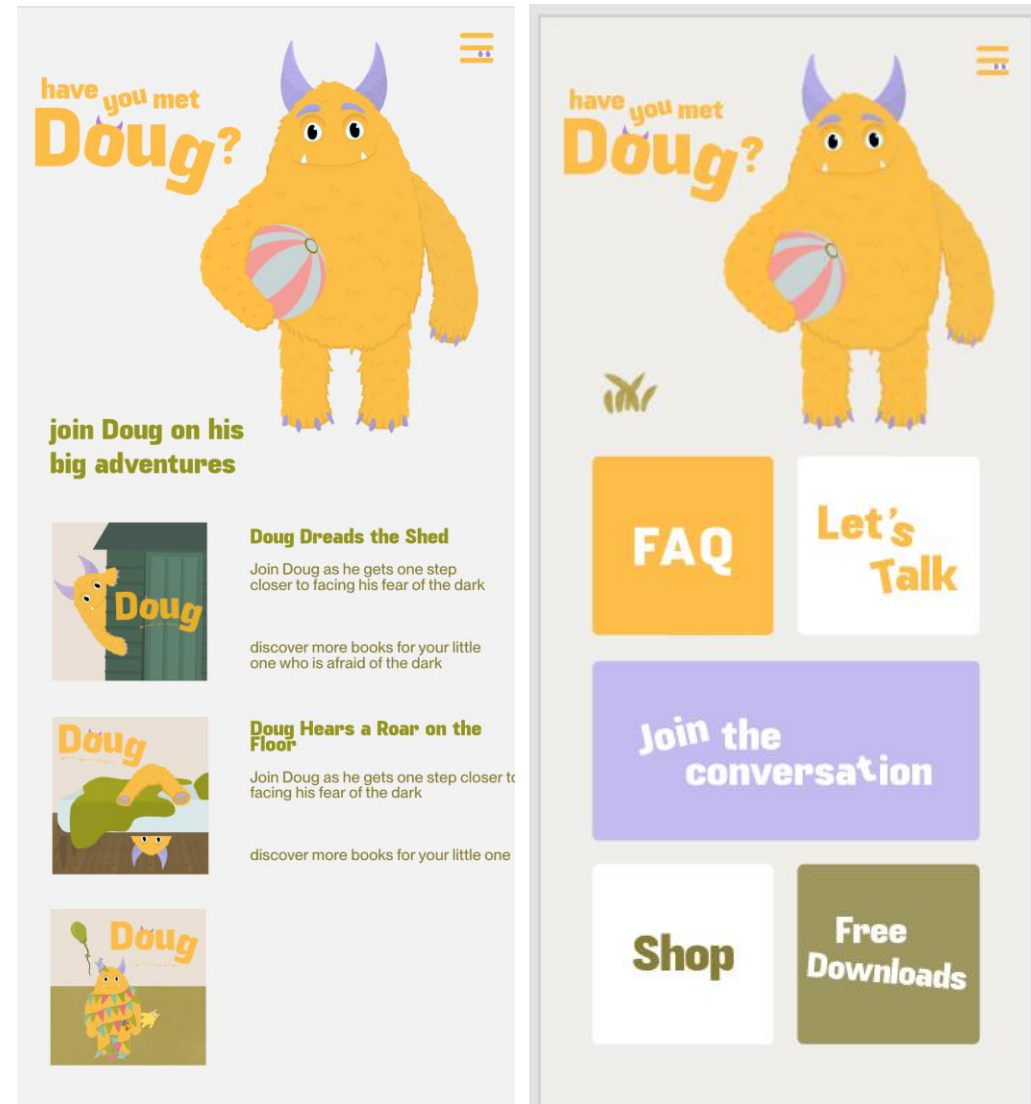 have you met
Doug?
join Doug on his
big adventures
Doug
Doug Dreads the Shed
Join Doug as he gets one step
closer to facing his fear of the dark
discover more books for your little
one who is afraid of the dark
Doug
Doug Hears a Roar on the
Floor
Join Doug as he gets one step closer to
facing his fear of the dark
discover more books for your little one
Doug
have you met
Doug?
FAQ
Let's
Talk
Join the
conversation
Shop
Free
Downloads